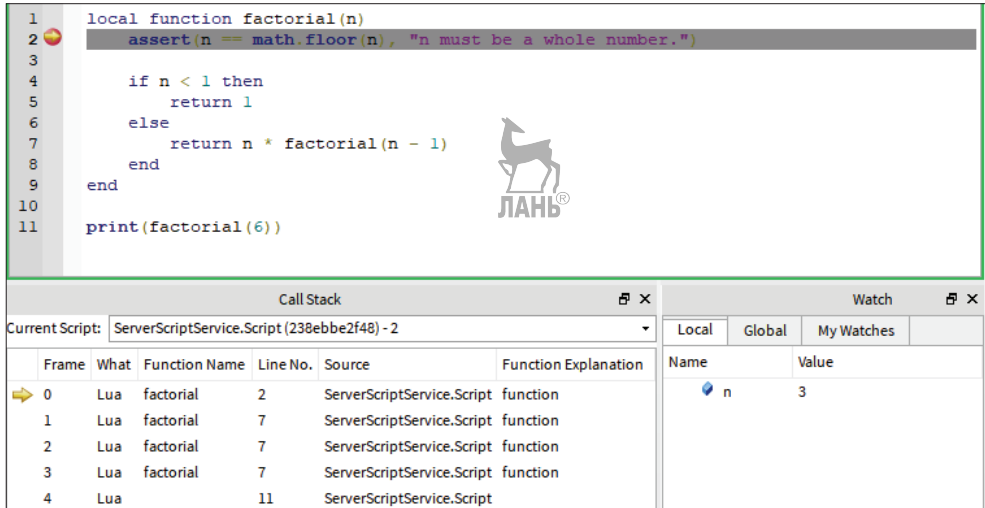 1 local function factorial(n)
2 assert(n == math.floor(n), "n must be a whole number.")
3
4 if n < 1 then
5 return 1
6 else
7 return n * factorial(n - 1)
8 end
9 end
10
11 print(factorial(6))
ЛАНЬ®
Call Stack
Current Script: ServerScriptService.Script (238ebbe2f48) - 2
Frame What Function Name Line No. Source Function Explanation
0 Lua factorial 2 ServerScriptService.Script function
1 Lua factorial 7 ServerScriptService.Script function
2 Lua factorial 7 ServerScriptService.Script function
3 Lua factorial 7 ServerScriptService.Script function
4 Lua 11 ServerScriptService.Script
Watch
Local Global My Watches
Name Value
n 3